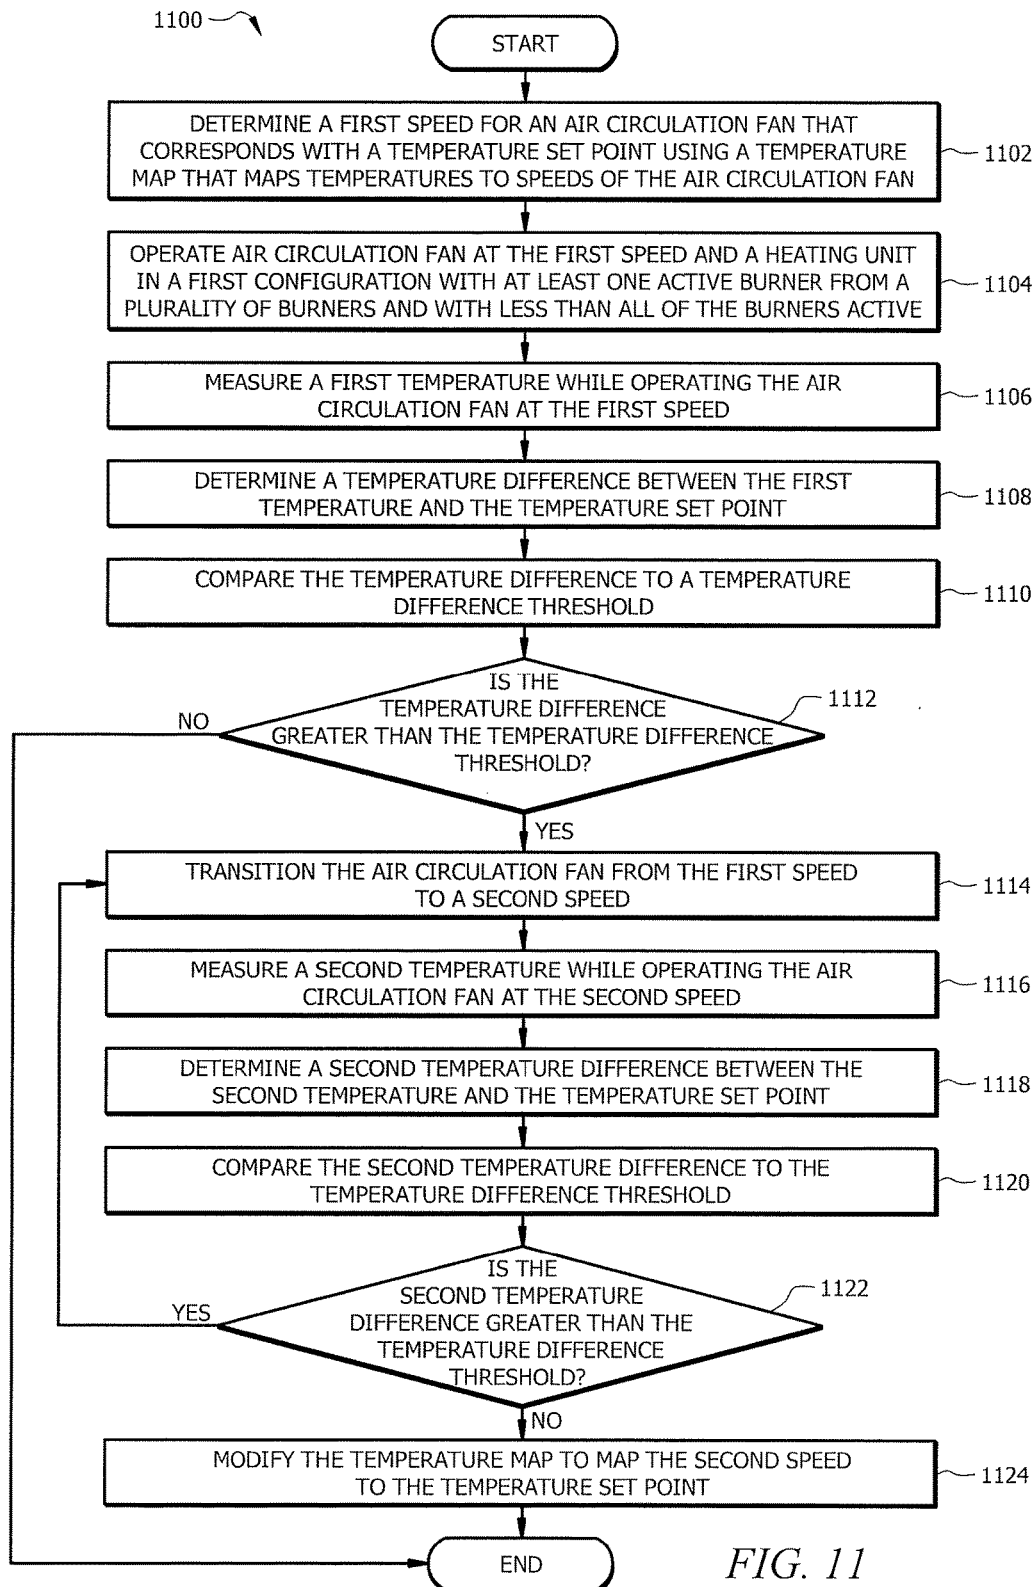 1100
START
DETERMINE A FIRST SPEED FOR AN AIR CIRCULATION FAN THAT
CORRESPONDS WITH A TEMPERATURE SET POINT USING A TEMPERATURE
MAP THAT MAPS TEMPERATURES TO SPEEDS OF THE AIR CIRCULATION FAN
1102
OPERATE AIR CIRCULATION FAN AT THE FIRST SPEED AND A HEATING UNIT
IN A FIRST CONFIGURATION WITH AT LEAST ONE ACTIVE BURNER FROM A
PLURALITY OF BURNERS AND WITH LESS THAN ALL OF THE BURNERS ACTIVE
1104
MEASURE A FIRST TEMPERATURE WHILE OPERATING THE AIR
CIRCULATION FAN AT THE FIRST SPEED
1106
DETERMINE A TEMPERATURE DIFFERENCE BETWEEN THE FIRST
TEMPERATURE AND THE TEMPERATURE SET POINT
1108
COMPARE THE TEMPERATURE DIFFERENCE TO A TEMPERATURE
DIFFERENCE THRESHOLD
1110
IS THE
TEMPERATURE DIFFERENCE
GREATER THAN THE TEMPERATURE DIFFERENCE
THRESHOLD?
1112
NO
YES
TRANSITION THE AIR CIRCULATION FAN FROM THE FIRST SPEED
TO A SECOND SPEED
1114
MEASURE A SECOND TEMPERATURE WHILE OPERATING THE AIR
CIRCULATION FAN AT THE SECOND SPEED
1116
DETERMINE A SECOND TEMPERATURE DIFFERENCE BETWEEN THE
SECOND TEMPERATURE AND THE TEMPERATURE SET POINT
1118
COMPARE THE SECOND TEMPERATURE DIFFERENCE TO THE
TEMPERATURE DIFFERENCE THRESHOLD
1120
IS THE
SECOND TEMPERATURE
DIFFERENCE GREATER THAN THE
TEMPERATURE DIFFERENCE
THRESHOLD?
1122
YES
NO
MODIFY THE TEMPERATURE MAP TO MAP THE SECOND SPEED
TO THE TEMPERATURE SET POINT
1124
END
FIG. 11